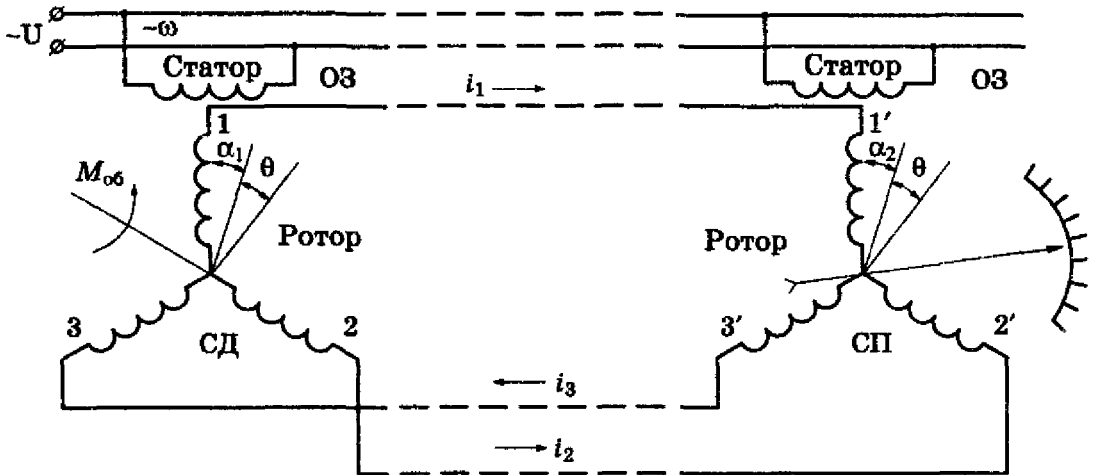 ~U
~ω
Статор
ОЗ
Статор
ОЗ
i₁
1
1′
α₁
θ
α₂
θ
Mоб
Ротор
Ротор
3
2
3′
2′
СД
СП
i₃
i₂